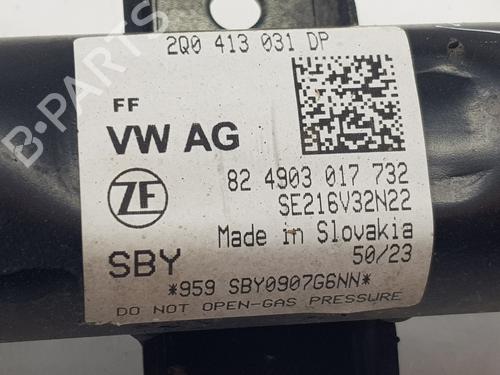 2Q0 413 031 DP
FF
VW AG
ZF
82 4903 017 732
SE216V32N22
Made in Slovakia
SBY
50/23
*959 SBY0907G6NN*
DO NOT OPEN-GAS PRESSURE
B-PARTS